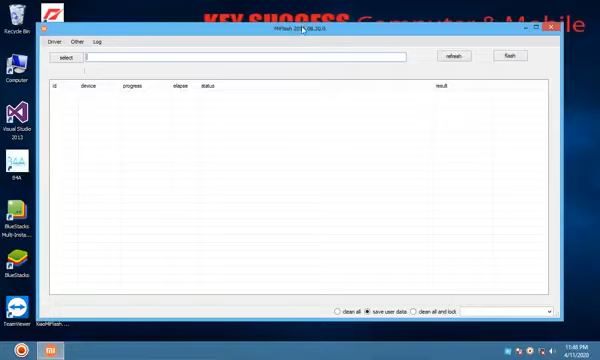 KEY SUCCESS Computer & Mobile
Recycle Bin
Computer
Visual Studio
2012
BlueStacks
Multi-Insta...
BlueStacks
TeamViewer
XiaoMiFlash ...
Driver Other Log
select
refresh
flash
id device progress elapse status result
clean all save user data clean all and lock
11:46 PM
4/11/2020